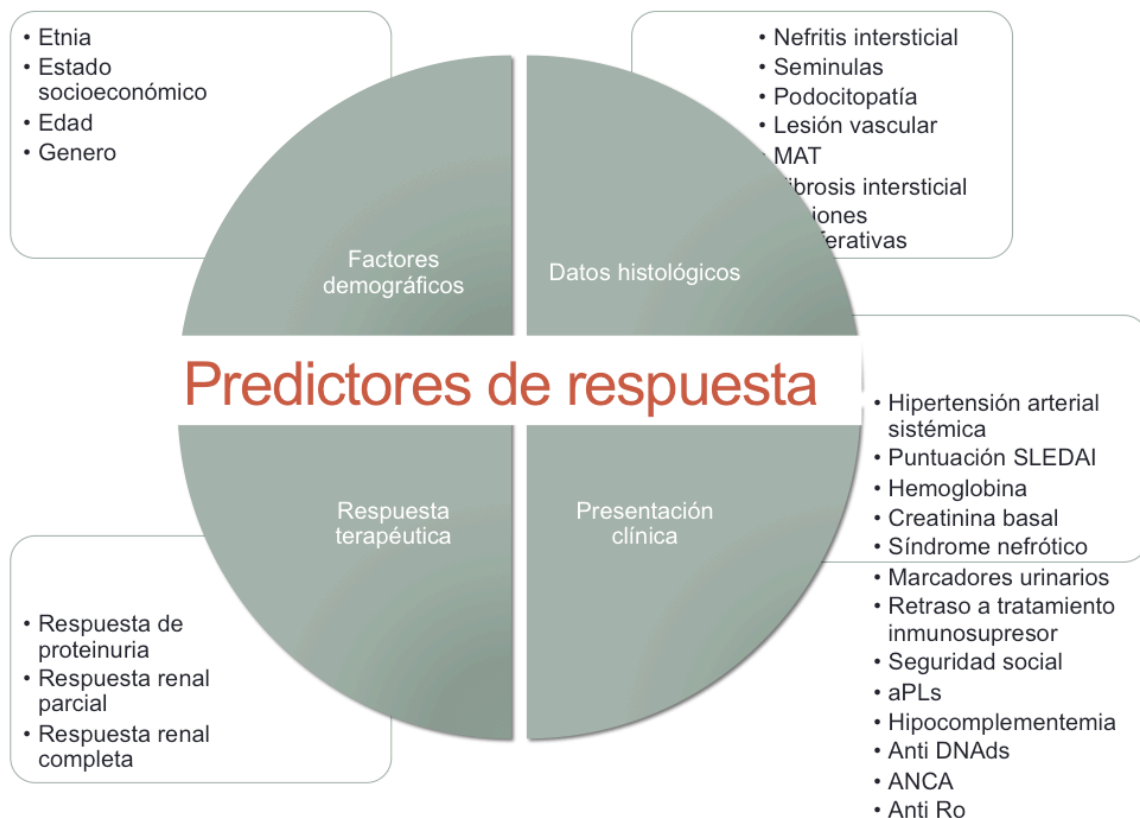 • Etnia
• Estado
socioeconómico
• Edad
• Genero
• Nefritis intersticial
• Seminulas
• Podocitopatía
• Lesión vascular
• MAT
intersticial
Factores
demográficos
Datos histológicos
Predictores de respuesta
Respuesta
terapéutica
Presentación
clínica
• Respuesta de
proteinuria
• Respuesta renal
parcial
• Respuesta renal
completa
• Hipertensión arterial
sistémica
• Puntuación SLEDAI
• Hemoglobina
• Creatinina basal
• Síndrome nefrótico
• Marcadores urinarios
• Retraso a tratamiento
inmunosupresor
• Seguridad social
• aPLs
• Hipocomplementemia
• Anti DNAds
• ANCA
• Anti Ro